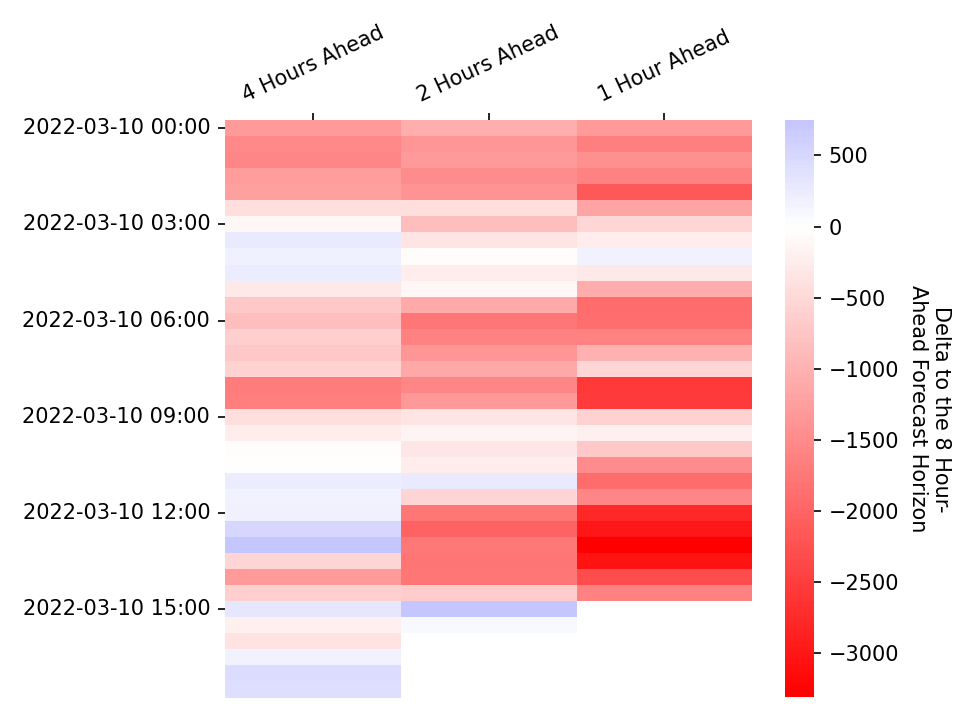 4 Hours Ahead
2 Hours Ahead
1 Hour Ahead
2022-03-10 00:00
2022-03-10 03:00
2022-03-10 06:00
2022-03-10 09:00
2022-03-10 12:00
2022-03-10 15:00
500
0
−500
−1000
−1500
−2000
−2500
−3000
Delta to the 8 Hour-
Ahead Forecast Horizon